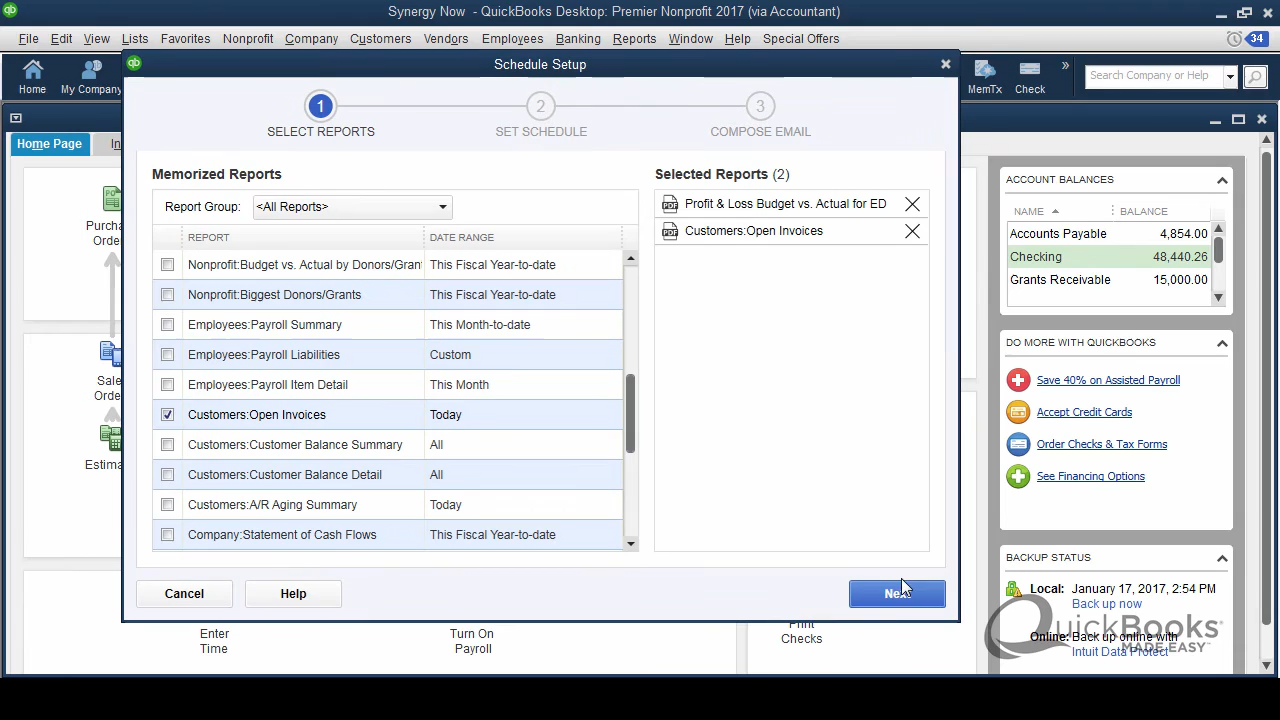 Synergy Now - QuickBooks Desktop: Premier Nonprofit 2017 (via Accountant)
File Edit View Lists Favorites Nonprofit Company Customers Vendors Employees Banking Reports Window Help Special Offers 34
Home My Company MemTx Check » Search Company or Help
Schedule Setup
1 2 3
SELECT REPORTS SET SCHEDULE COMPOSE EMAIL
Home Page In
Memorized Reports
Report Group: <All Reports>
REPORT DATE RANGE
Nonprofit:Budget vs. Actual by Donors/Gran This Fiscal Year-to-date
Nonprofit:Biggest Donors/Grants This Fiscal Year-to-date
Employees:Payroll Summary This Month-to-date
Employees:Payroll Liabilities Custom
Employees:Payroll Item Detail This Month
Customers:Open Invoices Today
Customers:Customer Balance Summary All
Customers:Customer Balance Detail All
Customers:A/R Aging Summary Today
Company:Statement of Cash Flows This Fiscal Year-to-date
Selected Reports (2)
PDF Profit & Loss Budget vs. Actual for ED
PDF Customers:Open Invoices
Cancel Help
PO
Purcha
Orde
Sale
Orde
Estima
Enter
Time
Turn On
Payroll
Print
Checks
ACCOUNT BALANCES
NAME BALANCE
Accounts Payable 4,854.00
Checking 48,440.26
Grants Receivable 15,000.00
DO MORE WITH QUICKBOOKS
Save 40% on Assisted Payroll
Accept Credit Cards
Order Checks & Tax Forms
See Financing Options
BACKUP STATUS
Local: January 17, 2017, 2:54 PM
Back up now
Online: Back up online with
Intuit Data Protect
QuickBooks
MADE EASY™